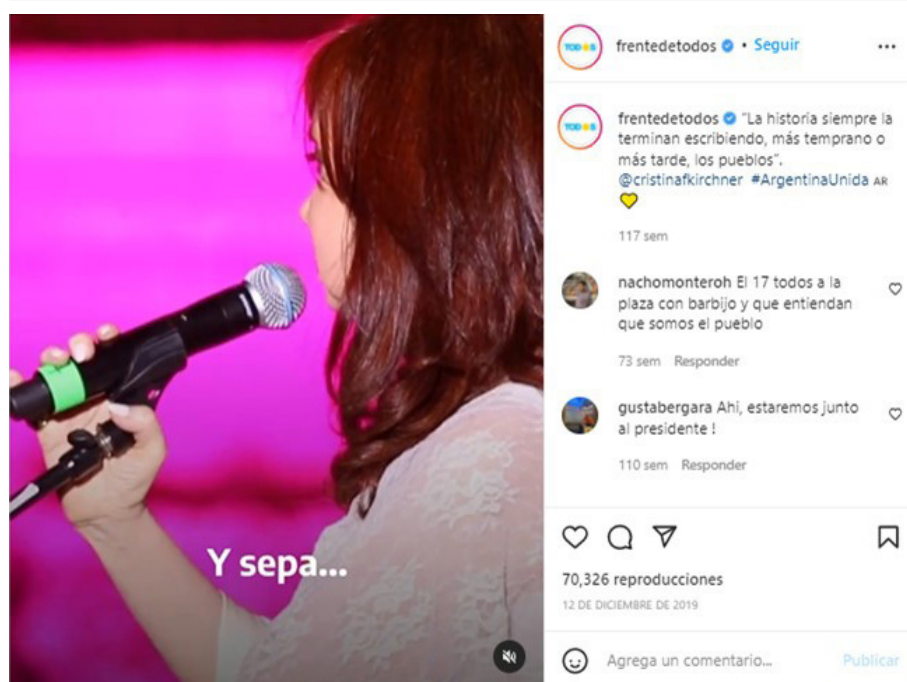 TODOS
frentedetodos • Seguir
TODOS
frentedetodos "La historia siempre la
terminan escribiendo, más temprano o
más tarde, los pueblos".
@cristinafkirchner #ArgentinaUnida AR
117 sem
nachomonteroh El 17 todos a la
plaza con barbijo y que entiendan
que somos el pueblo
73 sem Responder
gustabergara Ahi, estaremos junto
al presidente !
110 sem Responder
Y sepa...
70,326 reproducciones
12 DE DICIEMBRE DE 2019
Agrega un comentario... Publicar